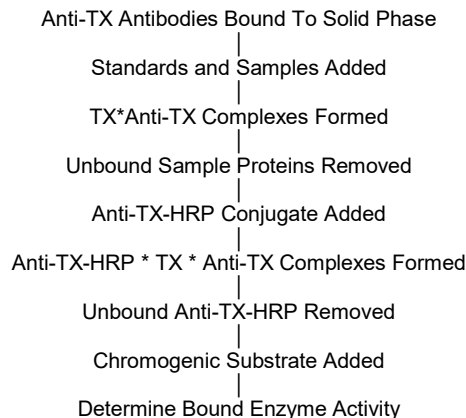 Anti-TX Antibodies Bound To Solid Phase
Standards and Samples Added
TX*Anti-TX Complexes Formed
Unbound Sample Proteins Removed
Anti-TX-HRP Conjugate Added
Anti-TX-HRP * TX * Anti-TX Complexes Formed
Unbound Anti-TX-HRP Removed
Chromogenic Substrate Added
Determine Bound Enzyme Activity